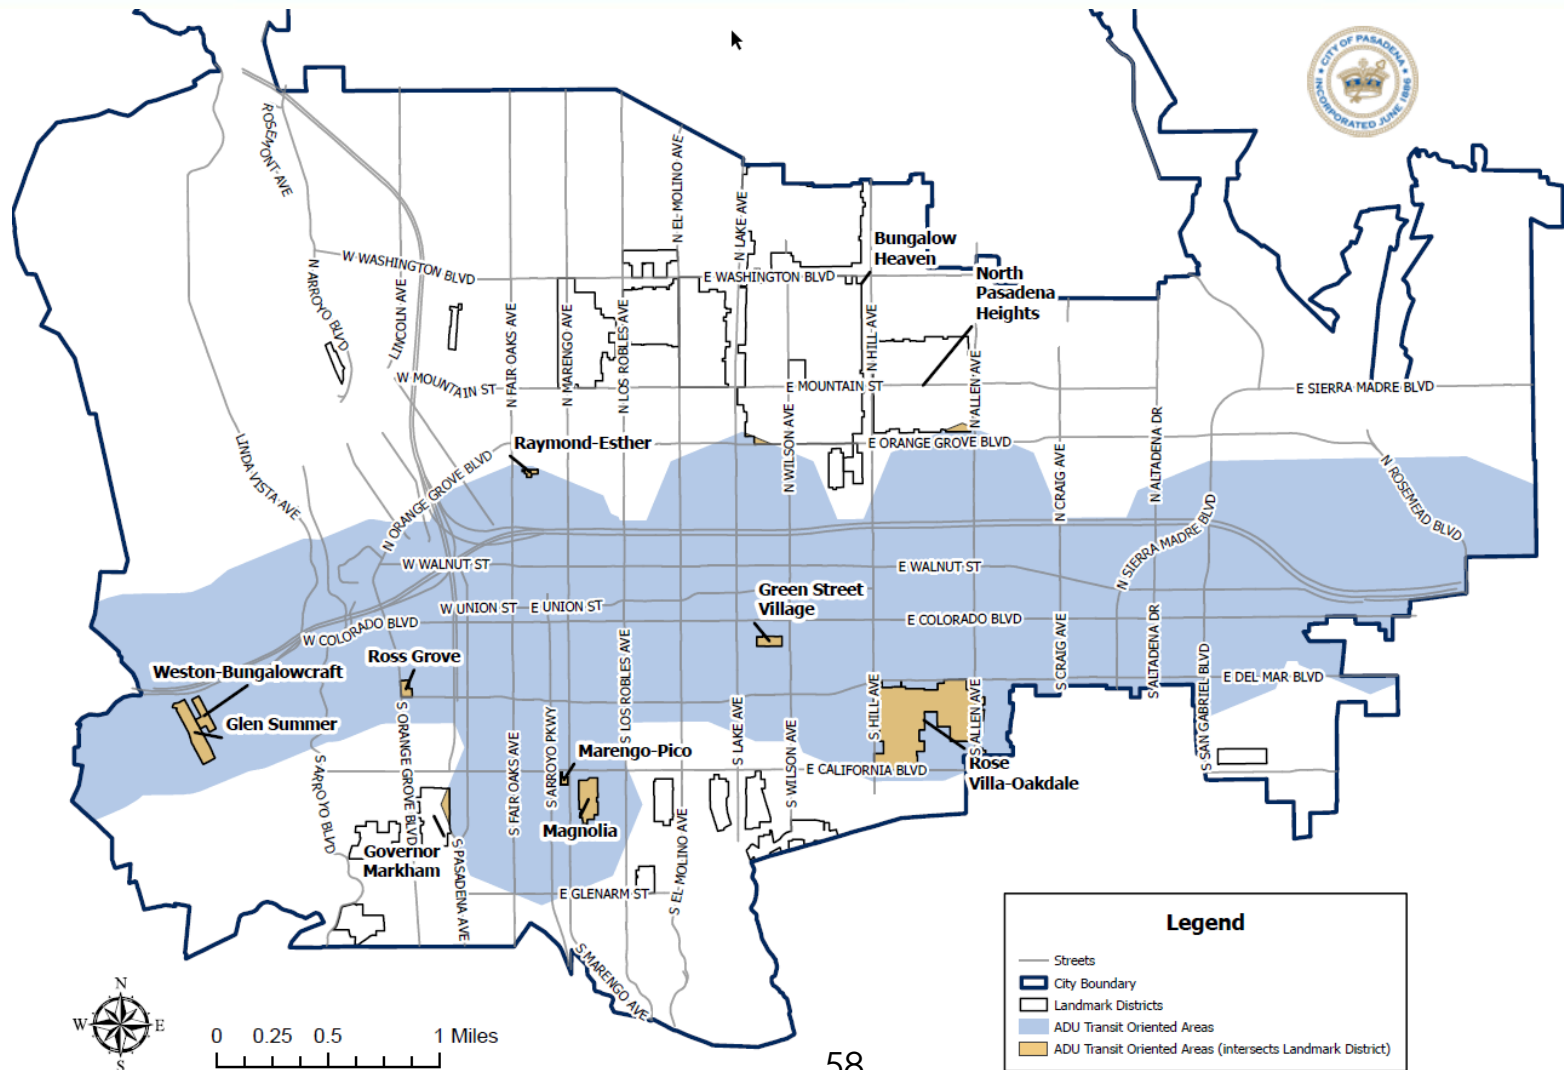 CITY OF PASADENA
INCORPORATED JUNE 1886
ROSEMONT AVE
N ARROYO BLVD
W WASHINGTON BLVD
LINCOLN AVE
N FAIR OAKS AVE
N MARENGO AVE
N LOS ROBLES AVE
N EL MOLINO AVE
N LAKE AVE
E WASHINGTON BLVD
Bungalow
Heaven
North
Pasadena
Heights
N HILL AVE
N ALLEN AVE
W MOUNTAIN ST
E MOUNTAIN ST
E SIERRA MADRE BLVD
N WILSON AVE
LINDA VISTA AVE
N ORANGE GROVE BLVD
Raymond-Esther
E ORANGE GROVE BLVD
N CRAIG AVE
N ALTADENA DR
N ROSEMEAD BLVD
N SIERRA MADRE BLVD
W WALNUT ST
E WALNUT ST
W UNION ST
E UNION ST
Green Street
Village
W COLORADO BLVD
E COLORADO BLVD
Ross Grove
Weston-Bungalowcraft
Glen Summer
S ORANGE GROVE BLVD
S ARROYO BLVD
S LOS ROBLES AVE
S LAKE AVE
S WILSON AVE
S HILL AVE
S ALLEN AVE
S CRAIG AVE
S ALTADENA DR
S SAN GABRIEL BLVD
E DEL MAR BLVD
S FAIR OAKS AVE
S ARROYO PKWY
Marengo-Pico
E CALIFORNIA BLVD
Rose
Villa-Oakdale
Magnolia
Governor
Markham
S PASADENA AVE
S EL MOLINO AVE
E GLENARM ST
S MARENGO AVE
Legend
Streets
City Boundary
Landmark Districts
ADU Transit Oriented Areas
ADU Transit Oriented Areas (intersects Landmark District)
N
W E
S
0 0.25 0.5 1 Miles
58